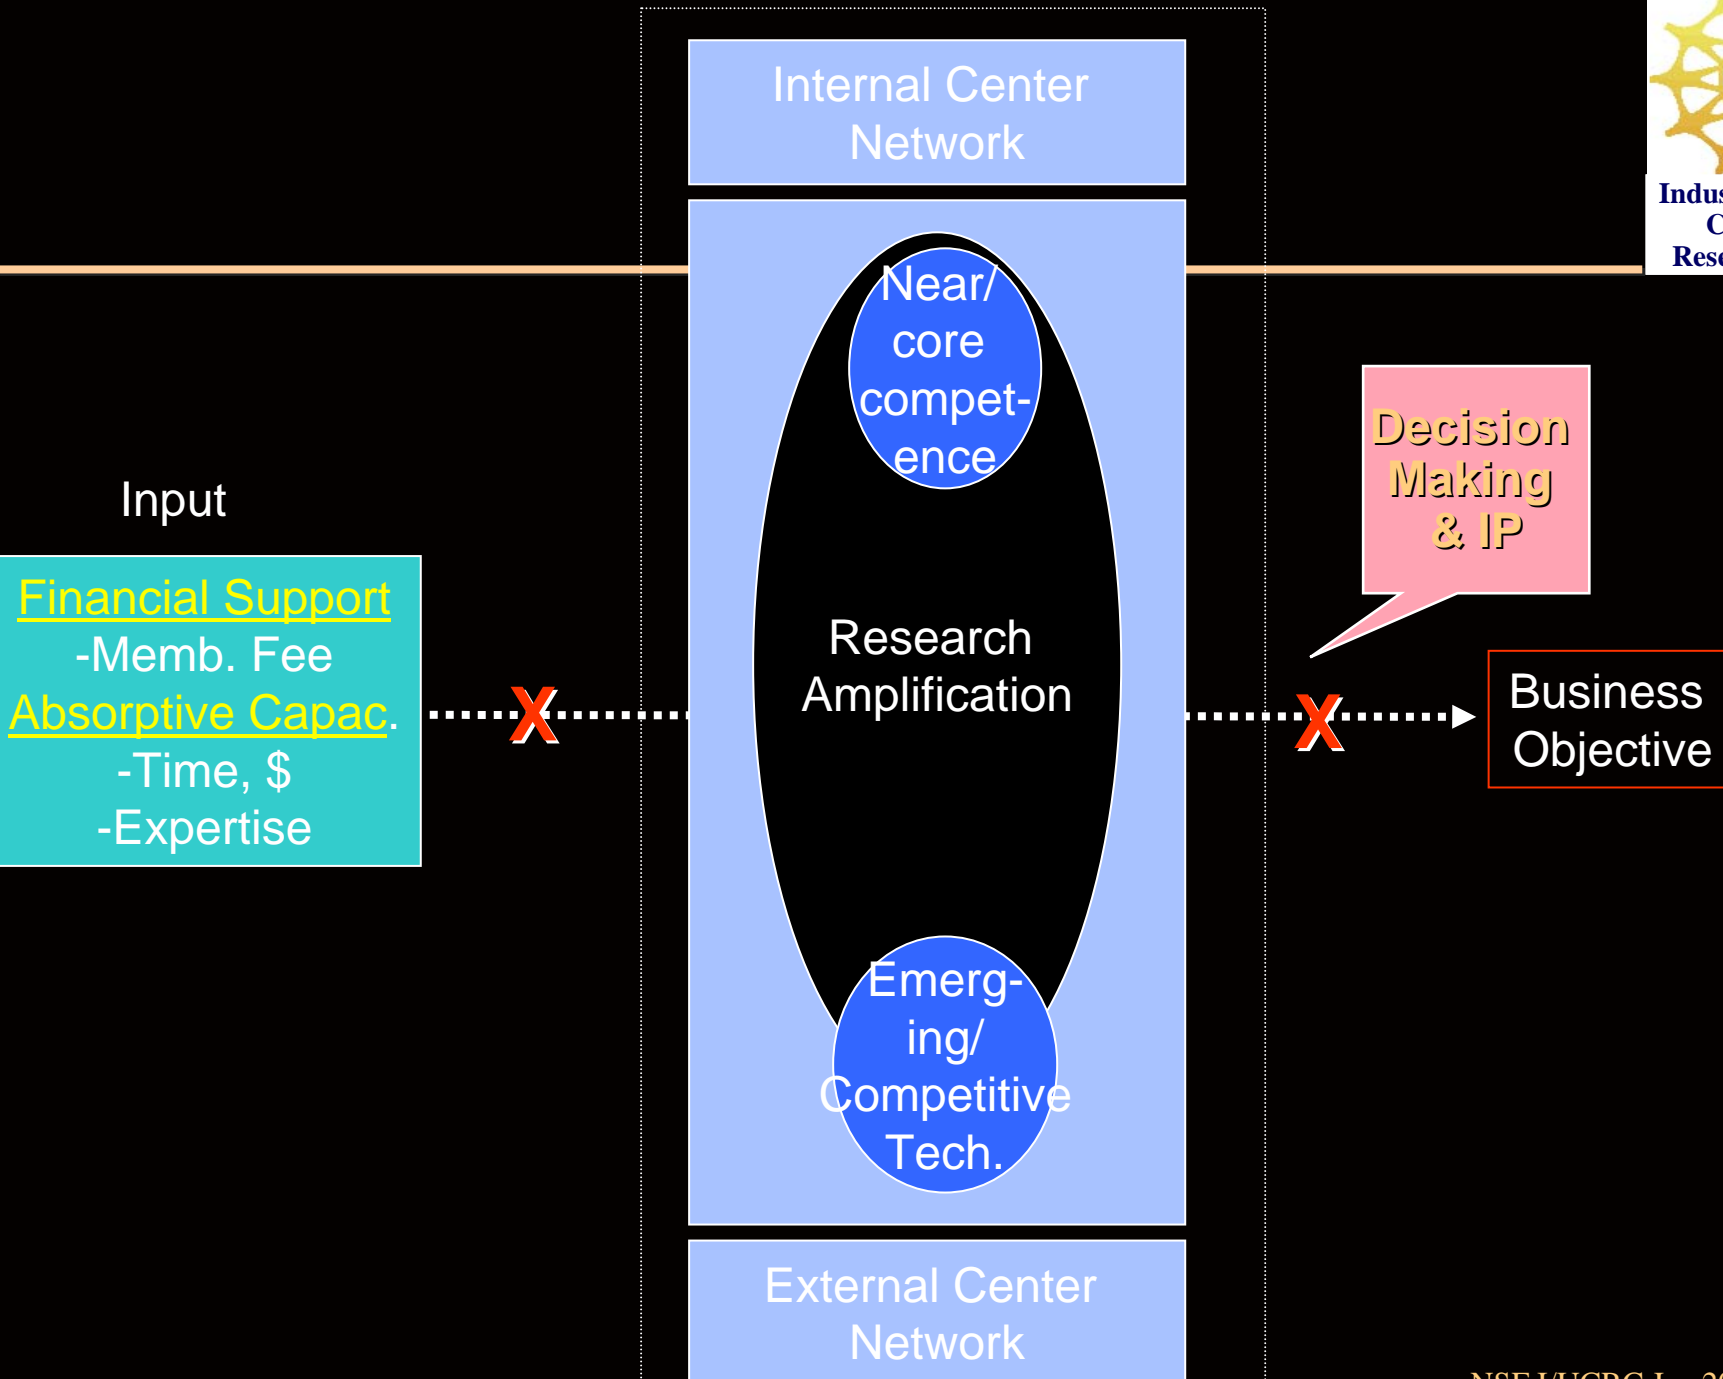 Internal Center
Network
Near/
core
compet-
ence
Decision
Making
& IP
Input
Financial Support
-Memb. Fee
Absorptive Capac.
-Time, $
-Expertise
X
Research
Amplification
X
Business
Objective
Emerg-
ing/
Competitive
Tech.
External Center
Network